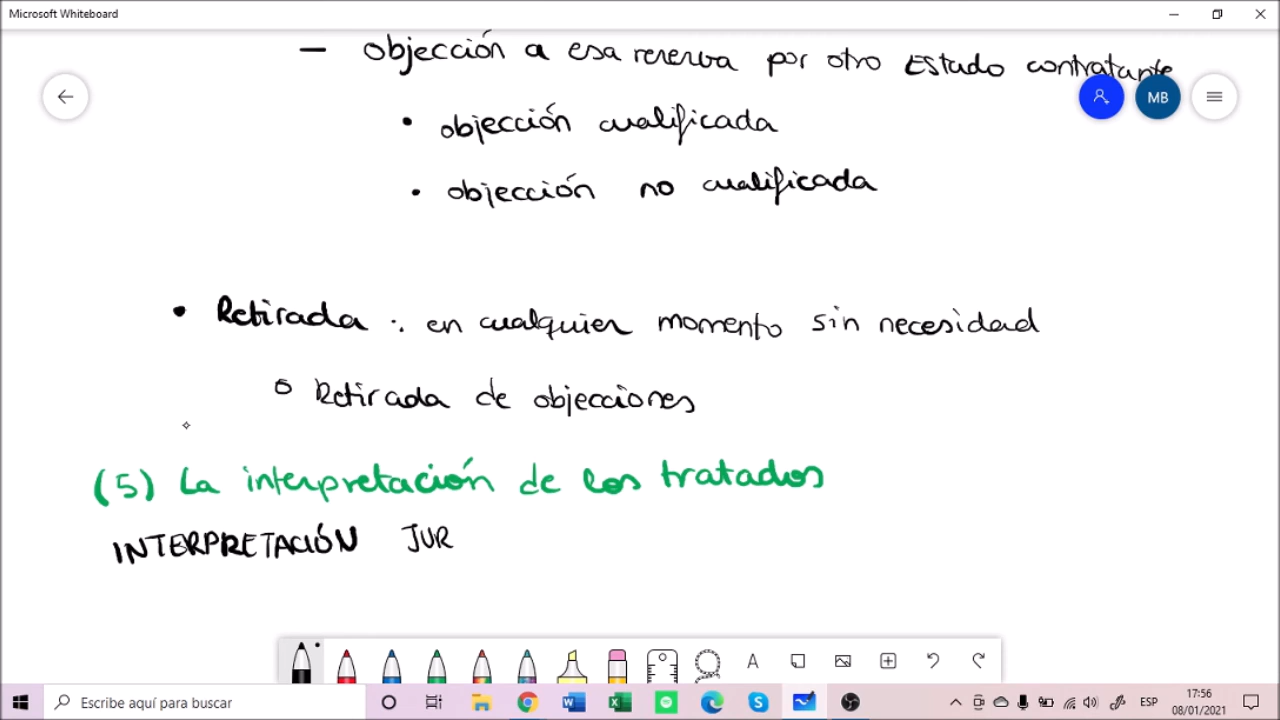 Microsoft Whiteboard
– objección a esa reserva por otro Estado contratante
MB
• objección cualificada
• objección no cualificada
• Retirada : en cualquier momento sin necesidad
o Retirada de objecciones
(5) La interpretación de los tratados
INTERPRETACIÓN JUR
A
Escribe aquí para buscar
ESP
17:56
08/01/2021